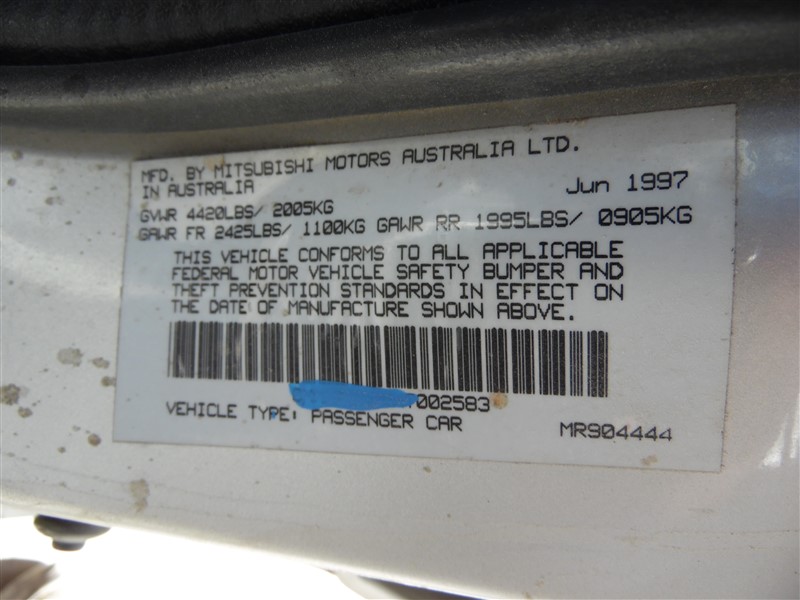 MFD. BY MITSUBISHI MOTORS AUSTRALIA LTD.
IN AUSTRALIA Jun 1997
GVWR 4420LBS/ 2005KG
GAWR FR 2425LBS/ 1100KG GAWR RR 1995LBS/ 0905KG
THIS VEHICLE CONFORMS TO ALL APPLICABLE
FEDERAL MOTOR VEHICLE SAFETY BUMPER AND
THEFT PREVENTION STANDARDS IN EFFECT ON
THE DATE OF MANUFACTURE SHOWN ABOVE.
002583
VEHICLE TYPE: PASSENGER CAR MR904444